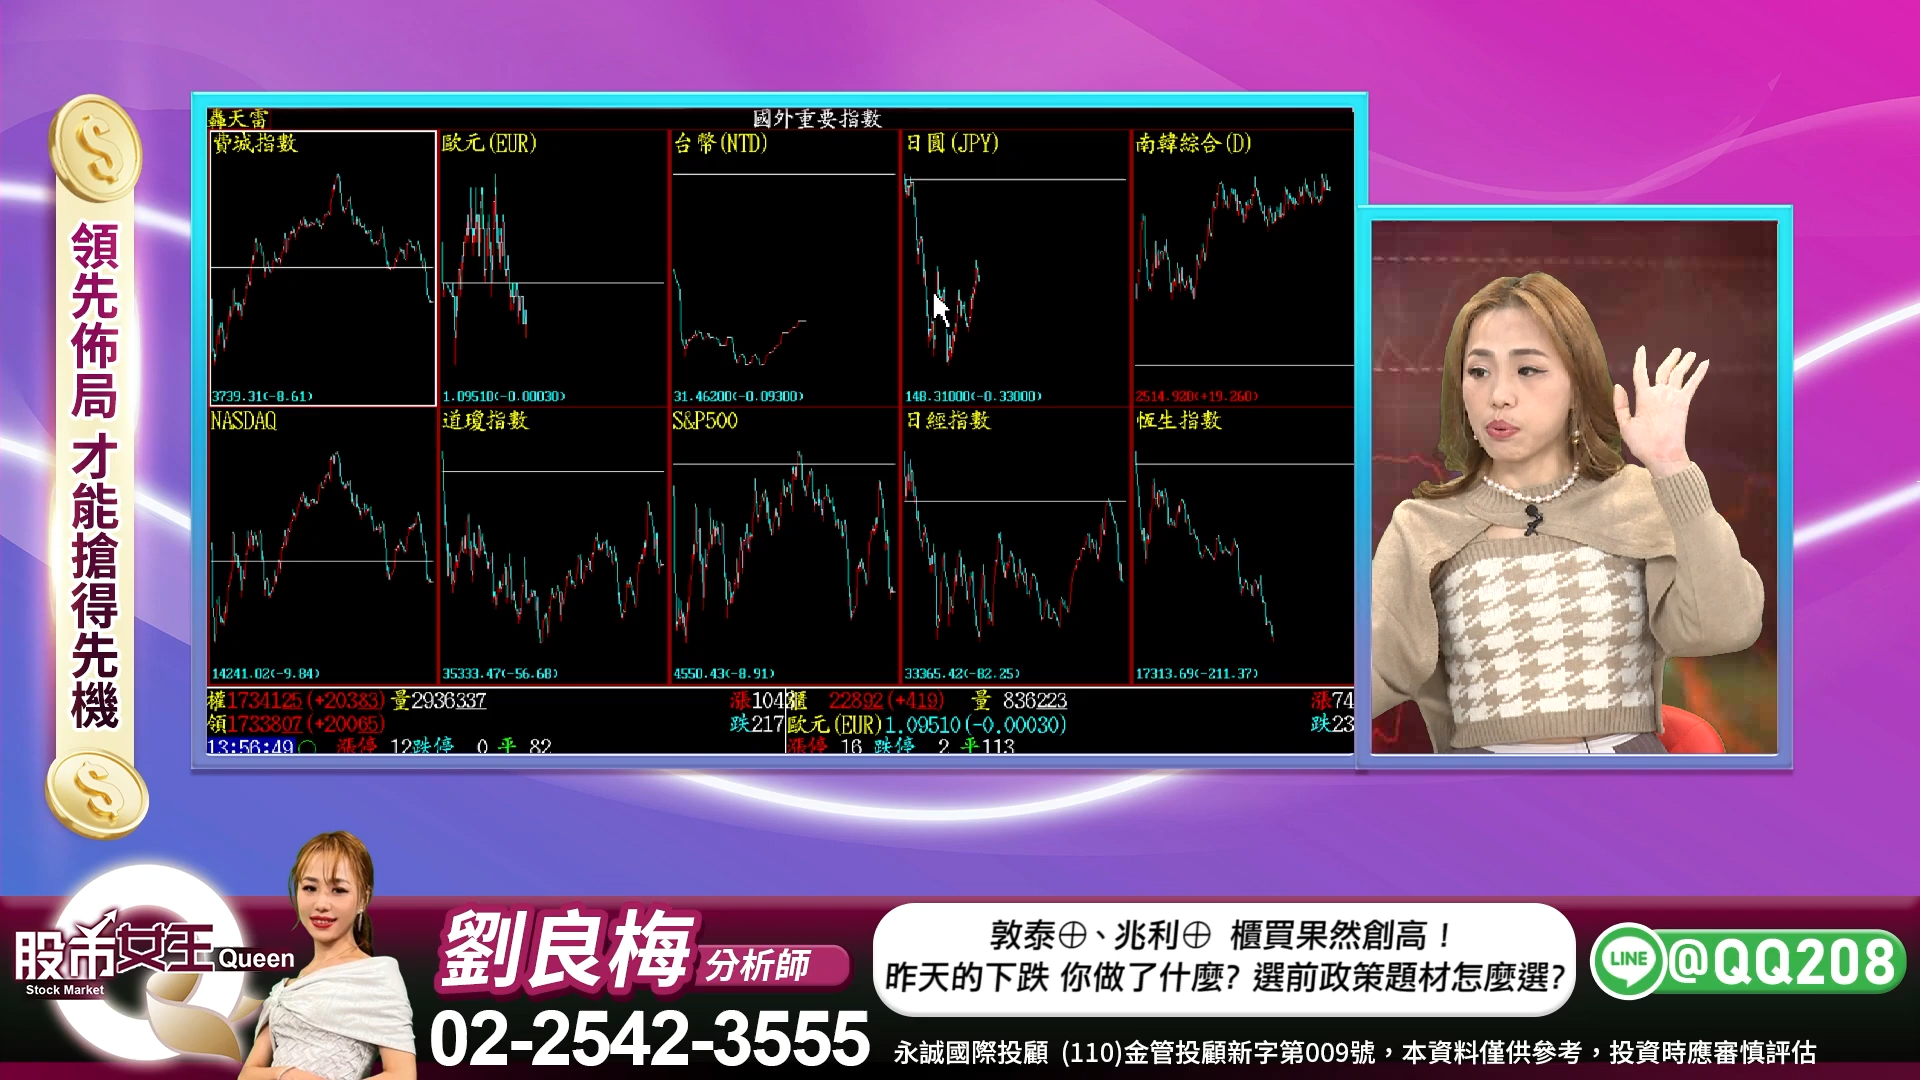 領先佈局 才能搶得先機
轟天雷
國外重要指數
費城指數
歐元(EUR)
台幣(NTD)
日圓(JPY)
南韓綜合(D)
3739.31(-8.61)
1.09510(-0.00030)
31.46200(-0.09300)
148.31000(-0.33000)
2514.920(+19.260)
NASDAQ
道瓊指數
S&P500
日經指數
恆生指數
14241.02(-9.84)
35333.47(-56.68)
4550.43(-8.91)
33365.42(-82.25)
17313.69(-211.37)
權1734125(+20383) 量2936337 漲104
櫃 22892(+419) 量 836223 漲74
領1733807(+20065) 跌217
歐元(EUR)1.09510(-0.00030) 跌23
13:56:49 漲停 12跌停 0 平 82
漲停 16 跌停 2 平113
股市女王Queen
Stock Market
劉良梅 分析師
02-2542-3555
敦泰⊕、兆利⊕ 櫃買果然創高！
昨天的下跌 你做了什麼? 選前政策題材怎麼選?
LINE @QQ208
永誠國際投顧 (110)金管投顧新字第009號，本資料僅供參考，投資時應審慎評估